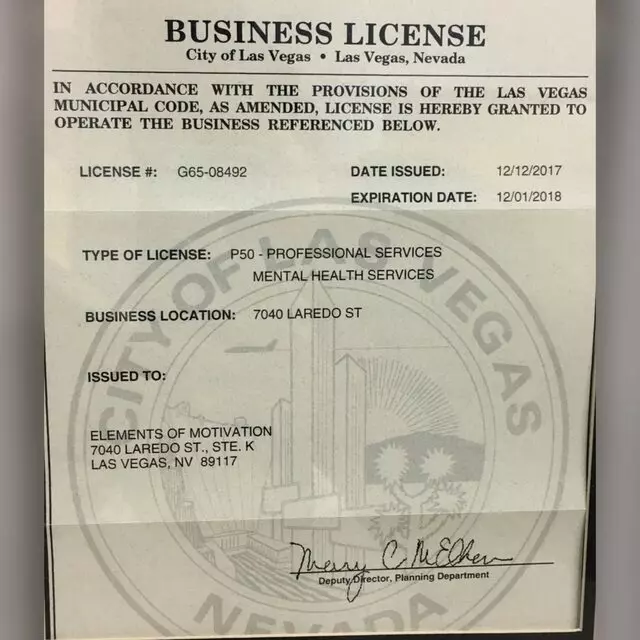 BUSINESS LICENSE
City of Las Vegas • Las Vegas, Nevada
IN ACCORDANCE WITH THE PROVISIONS OF THE LAS VEGAS
MUNICIPAL CODE, AS AMENDED, LICENSE IS HEREBY GRANTED TO
OPERATE THE BUSINESS REFERENCED BELOW.
LICENSE #: G65-08492 DATE ISSUED: 12/12/2017
EXPIRATION DATE: 12/01/2018
TYPE OF LICENSE: P50 - PROFESSIONAL SERVICES
MENTAL HEALTH SERVICES
BUSINESS LOCATION: 7040 LAREDO ST
ISSUED TO:
ELEMENTS OF MOTIVATION
7040 LAREDO ST., STE. K
LAS VEGAS, NV 89117
Deputy Director, Planning Department
CITY OF LAS VEGAS
NEVADA